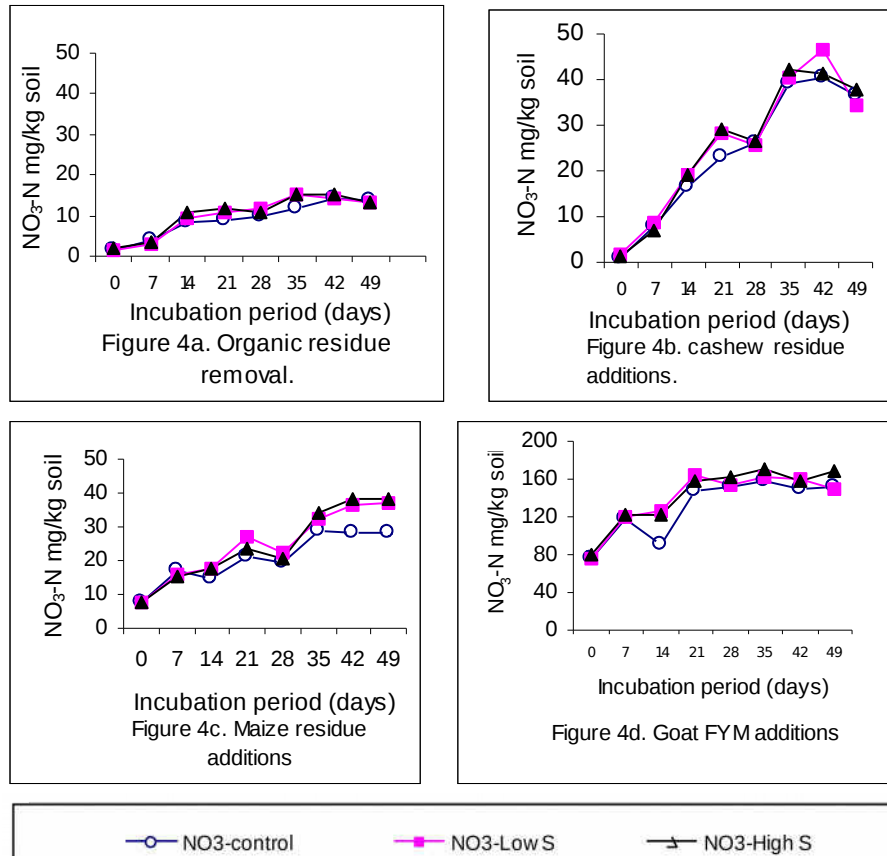 50
40
30
20
10
0
NO₃-N mg/kg soil
0 7 14 21 28 35 42 49
Incubation period (days)
Figure 4a. Organic residue
removal.
50
40
30
20
10
0
NO₃-N mg/kg soil
0 7 14 21 28 35 42 49
Incubation period (days)
Figure 4b. cashew residue
additions.
50
40
30
20
10
0
NO₃-N mg/kg soil
0 7 14 21 28 35 42 49
Incubation period (days)
Figure 4c. Maize residue
additions
200
160
120
80
40
0
NO₃-N mg/kg soil
0 7 14 21 28 35 42 49
Incubation period (days)
Figure 4d. Goat FYM additions
NO3-control NO3-Low S NO3-High S